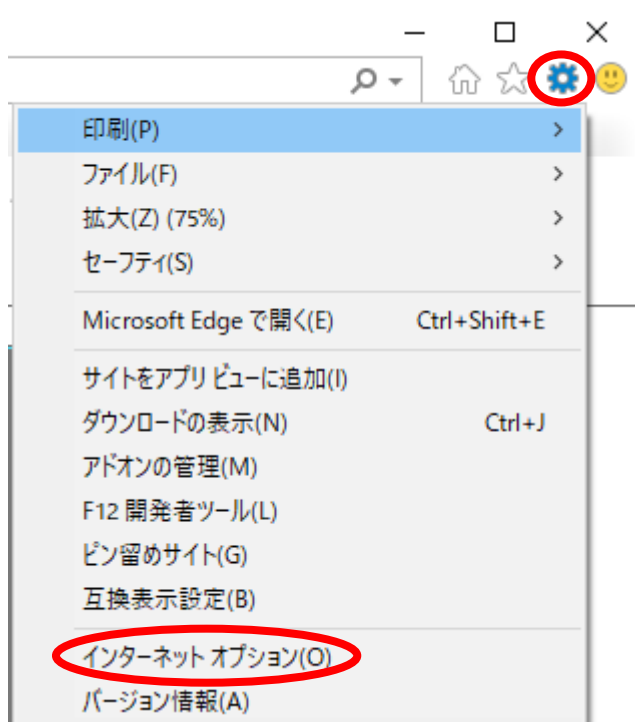 印刷(P)
ファイル(F)
拡大(Z) (75%)
セーフティ(S)
Microsoft Edge で開く(E) Ctrl+Shift+E
サイトをアプリ ビューに追加(I)
ダウンロードの表示(N) Ctrl+J
アドオンの管理(M)
F12 開発者ツール(L)
ピン留めサイト(G)
互換表示設定(B)
インターネット オプション(O)
バージョン情報(A)